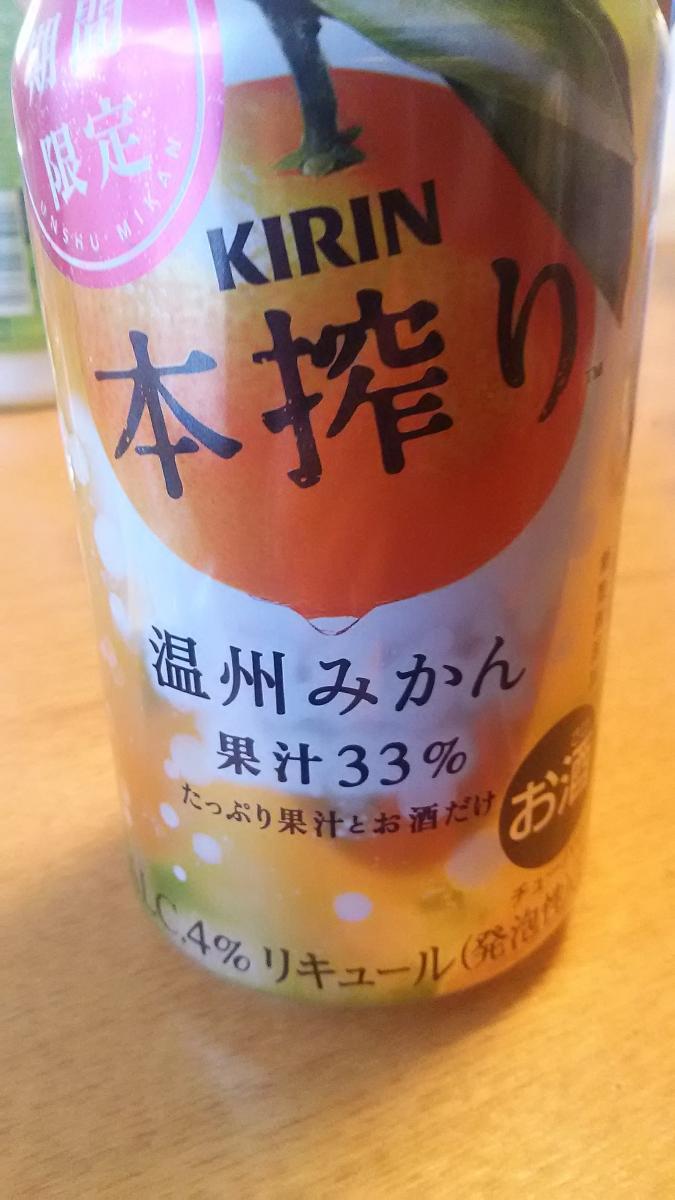 期間
限定
UNSHU MIKAN
KIRIN
本搾り™
温州みかん
果汁33%
たっぷり果汁とお酒だけ
お酒
ALC.4% リキュール(発泡性)